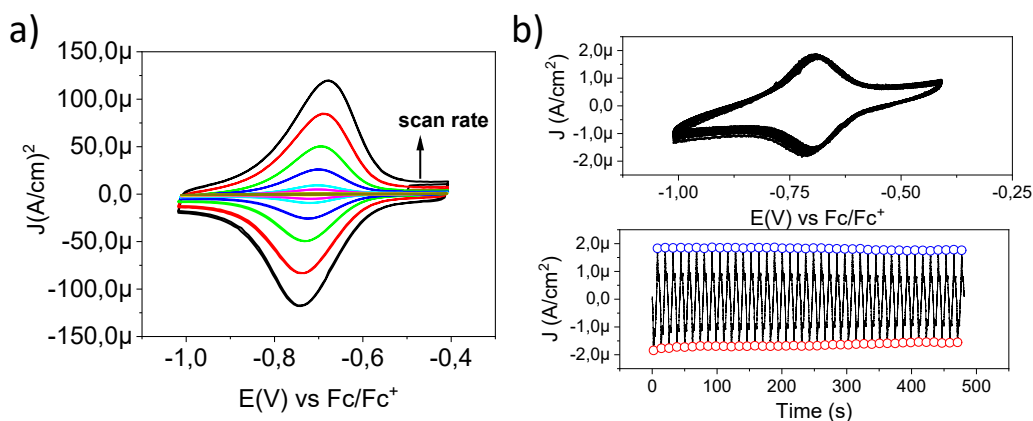 a)
150,0μ
100,0μ
50,0μ
0,0
-50,0μ
-100,0μ
-150,0μ
J(A/cm)²
scan rate
-1,0
-0,8
-0,6
-0,4
E(V) vs Fc/Fc⁺
b)
2,0μ
1,0μ
0,0
-1,0μ
-2,0μ
J (A/cm²)
-1,00
-0,75
-0,50
-0,25
E(V) vs Fc/Fc⁺
2,0μ
1,0μ
0,0
-1,0μ
-2,0μ
J (A/cm²)
0
100
200
300
400
500
Time (s)